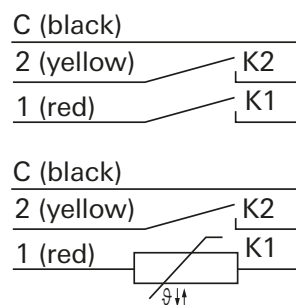 C (black)
2 (yellow) K2
1 (red) K1
C (black)
2 (yellow) K2
1 (red) K1
ϑ